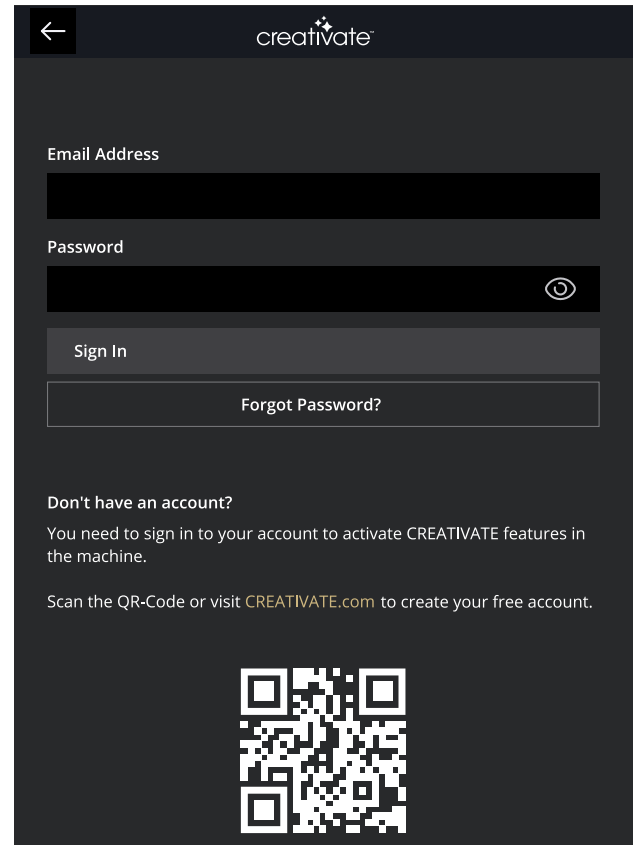 creativate™
Email Address
Password
Sign In
Forgot Password?
Don't have an account?
You need to sign in to your account to activate CREATIVATE features in
the machine.
Scan the QR-Code or visit CREATIVATE.com to create your free account.